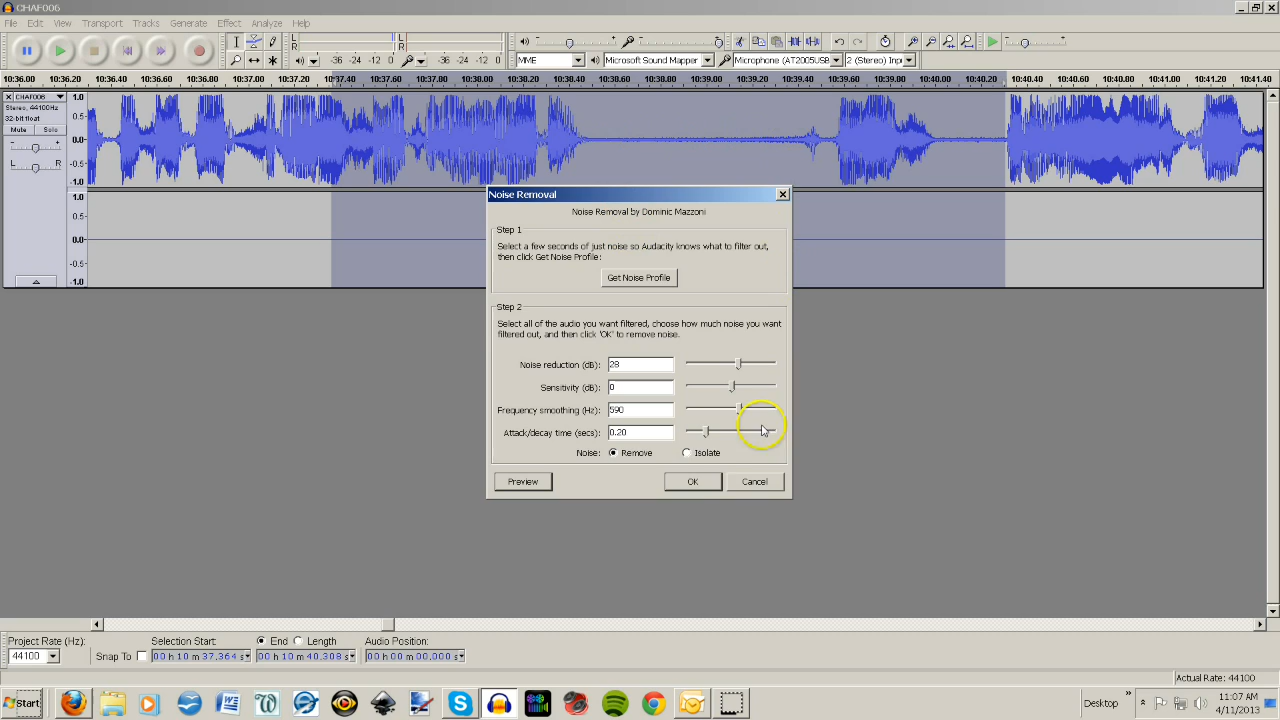 CHAF006
File Edit View Transport Tracks Generate Effect Analyze Help
L
R
-36 -24 -12 0
L
R
-36 -24 -12 0
-36 -24 -12 0
MME
Microsoft Sound Mapper
Microphone (AT2005USB
2 (Stereo) Inp
10:36.00 10:36.20 10:36.40 10:36.60 10:36.80 10:37.00 10:37.20 10:37.40 10:37.60 10:37.80 10:38.00 10:38.20 10:38.40 10:38.60 10:38.80 10:39.00 10:39.20 10:39.40 10:39.60 10:39.80 10:40.00 10:40.20 10:40.40 10:40.60 10:40.80 10:41.00 10:41.20 10:41.40
CHAF006
Stereo, 44100Hz
32-bit float
Mute Solo
- +
L R
1.0
0.5-
0.0-
-0.5-
-1.0
1.0
0.5-
0.0-
-0.5-
-1.0
Noise Removal
Noise Removal by Dominic Mazzoni
Step 1
Select a few seconds of just noise so Audacity knows what to filter out,
then click Get Noise Profile:
Get Noise Profile
Step 2
Select all of the audio you want filtered, choose how much noise you want
filtered out, and then click 'OK' to remove noise.
Noise reduction (dB): 28
Sensitivity (dB): 0
Frequency smoothing (Hz): 590
Attack/decay time (secs): 0.20
Noise: Remove Isolate
Preview OK Cancel
Project Rate (Hz): Selection Start: End Length Audio Position:
44100 Snap To 00 h 10 m 37.364 s 00 h 10 m 40.308 s 00 h 00 m 00.000 s
Actual Rate: 44100
Start
Desktop
4/11/2013